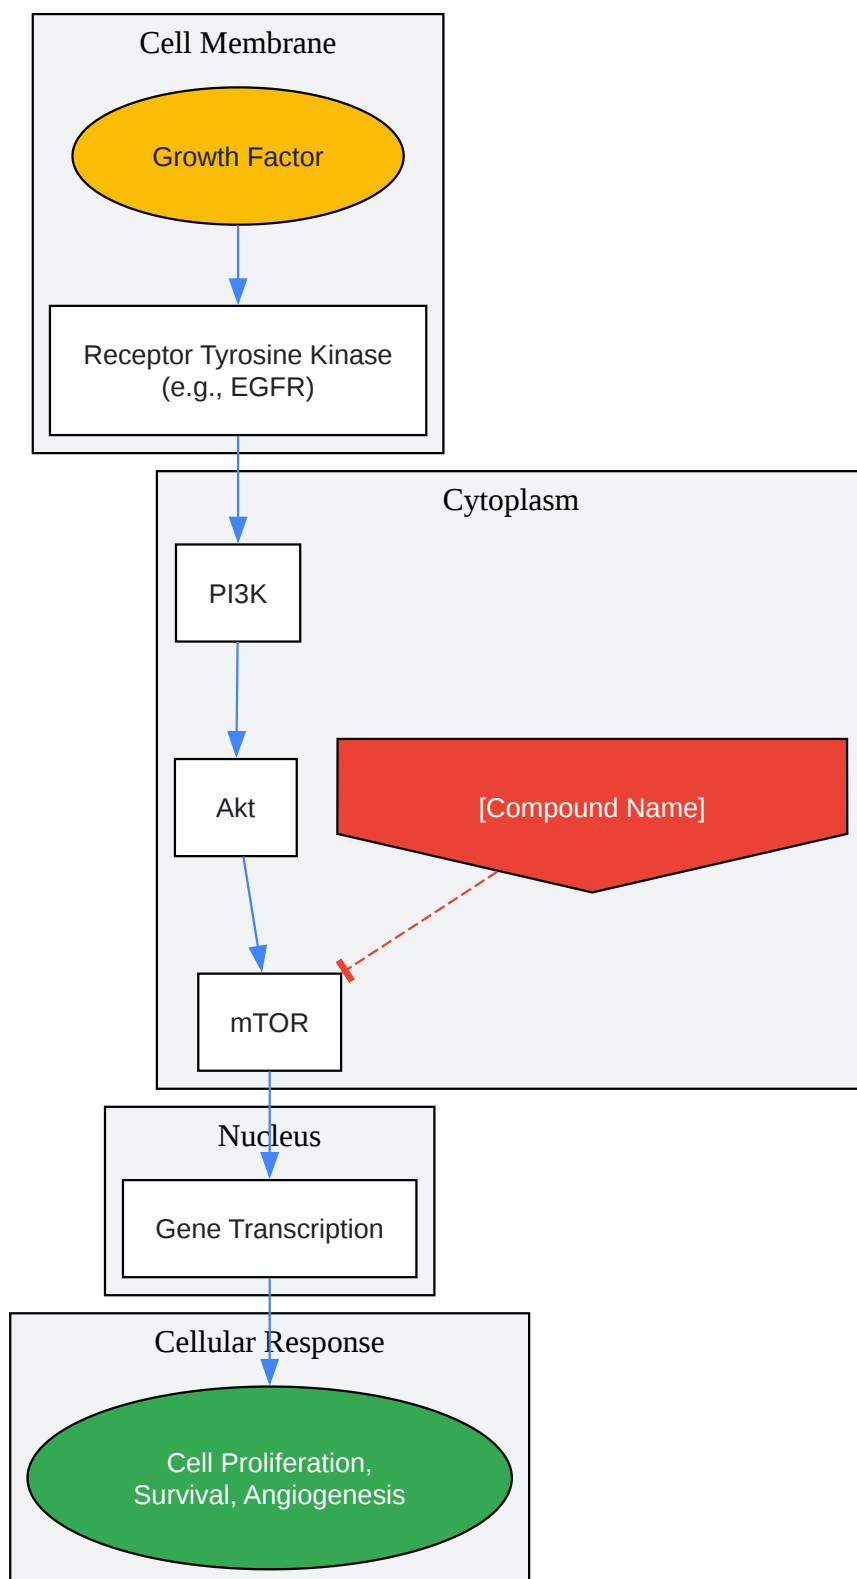 Cell Membrane
Growth Factor
Receptor Tyrosine Kinase
(e.g., EGFR)
Cytoplasm
PI3K
Akt
[Compound Name]
mTOR
Nucleus
Gene Transcription
Cellular Response
Cell Proliferation,
Survival, Angiogenesis